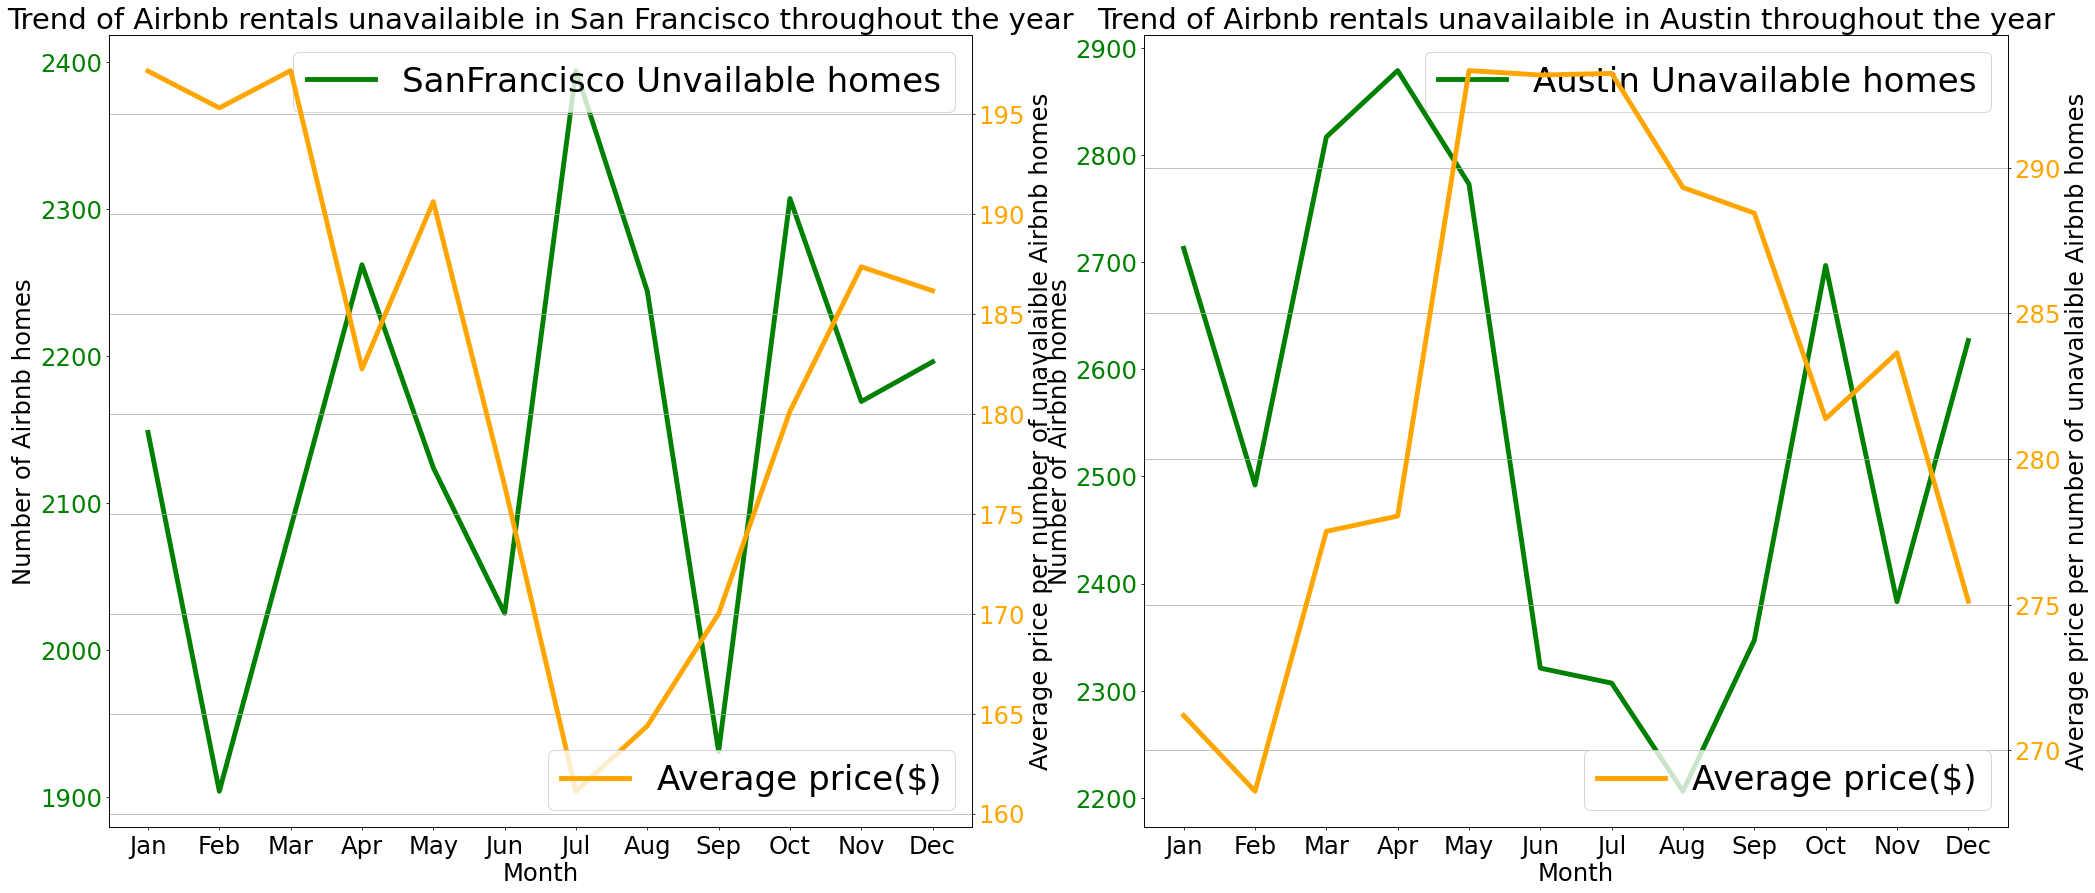 Trend of Airbnb rentals unavailaible in San Francisco throughout the year
SanFrancisco Unvailable homes
Average price($)
Number of Airbnb homes
2400
2300
2200
2100
2000
1900
195
190
185
180
175
170
165
160
Average price per number of unavalaible Airbnb homes
Jan Feb Mar Apr May Jun Jul Aug Sep Oct Nov Dec
Month
Trend of Airbnb rentals unavailaible in Austin throughout the year
Austin Unavailable homes
Average price($)
Number of Airbnb homes
2900
2800
2700
2600
2500
2400
2300
2200
290
285
280
275
270
Average price per number of unavalaible Airbnb homes
Jan Feb Mar Apr May Jun Jul Aug Sep Oct Nov Dec
Month